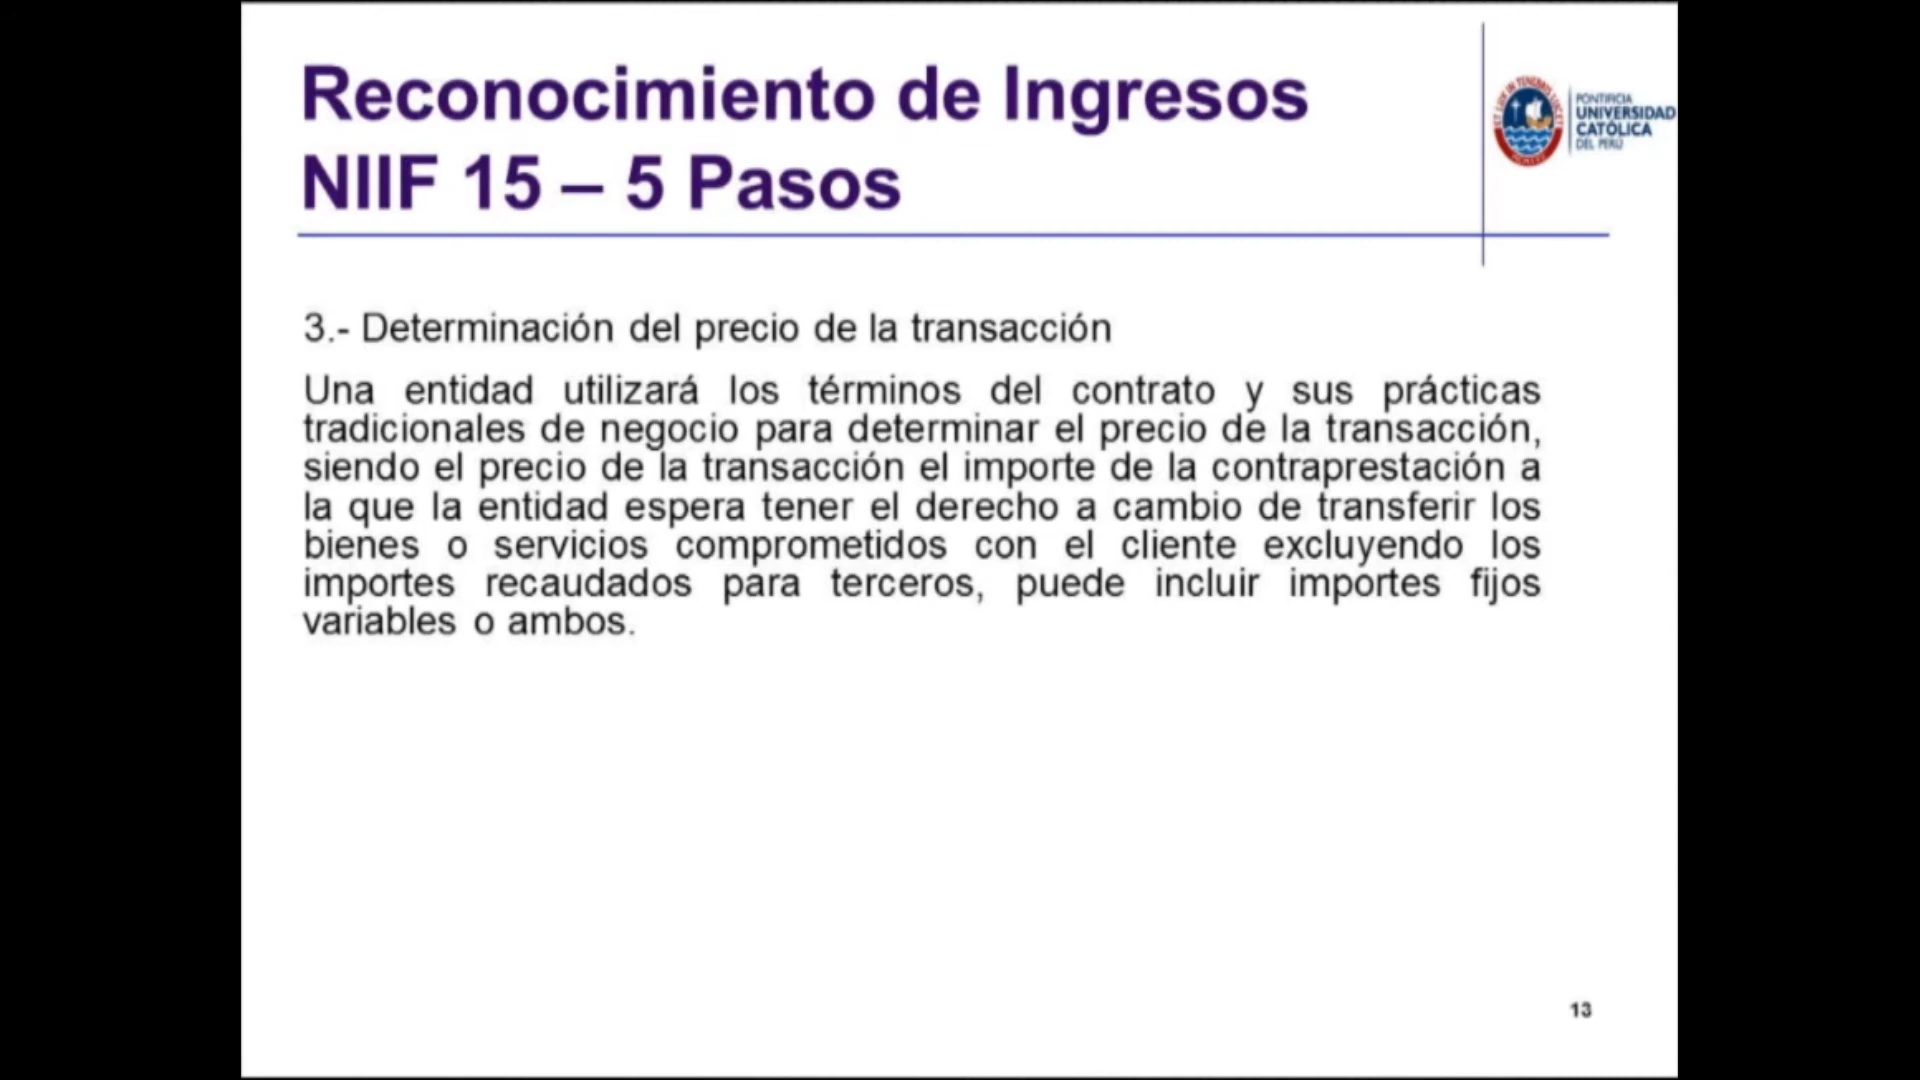 Reconocimiento de Ingresos
NIIF 15 – 5 Pasos
PONTIFICIA
UNIVERSIDAD
CATÓLICA
DEL PERÚ
3.- Determinación del precio de la transacción
Una entidad utilizará los términos del contrato y sus prácticas
tradicionales de negocio para determinar el precio de la transacción,
siendo el precio de la transacción el importe de la contraprestación a
la que la entidad espera tener el derecho a cambio de transferir los
bienes o servicios comprometidos con el cliente excluyendo los
importes recaudados para terceros, puede incluir importes fijos
variables o ambos.
13